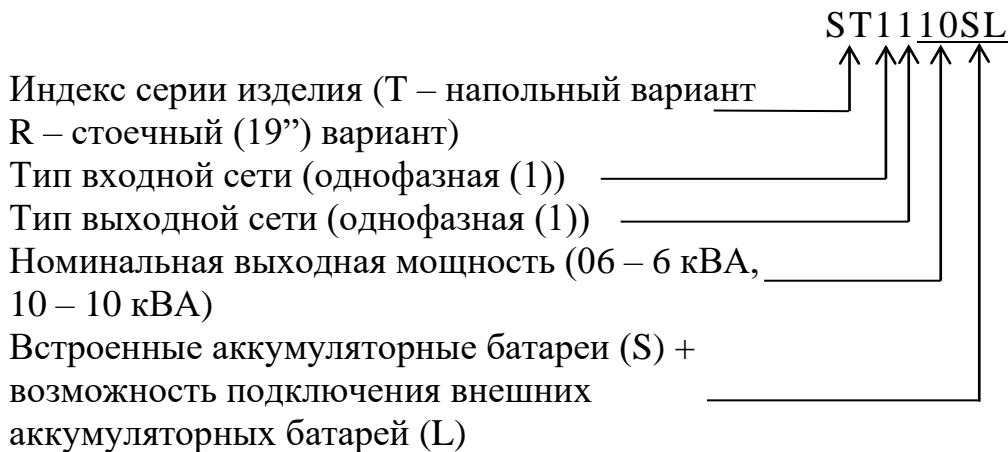 ST1110SL
Индекс серии изделия (T – напольный вариант
R – стоечный (19”) вариант)
Тип входной сети (однофазная (1))
Тип выходной сети (однофазная (1))
Номинальная выходная мощность (06 – 6 кВА,
10 – 10 кВА)
Встроенные аккумуляторные батареи (S) +
возможность подключения внешних
аккумуляторных батарей (L)